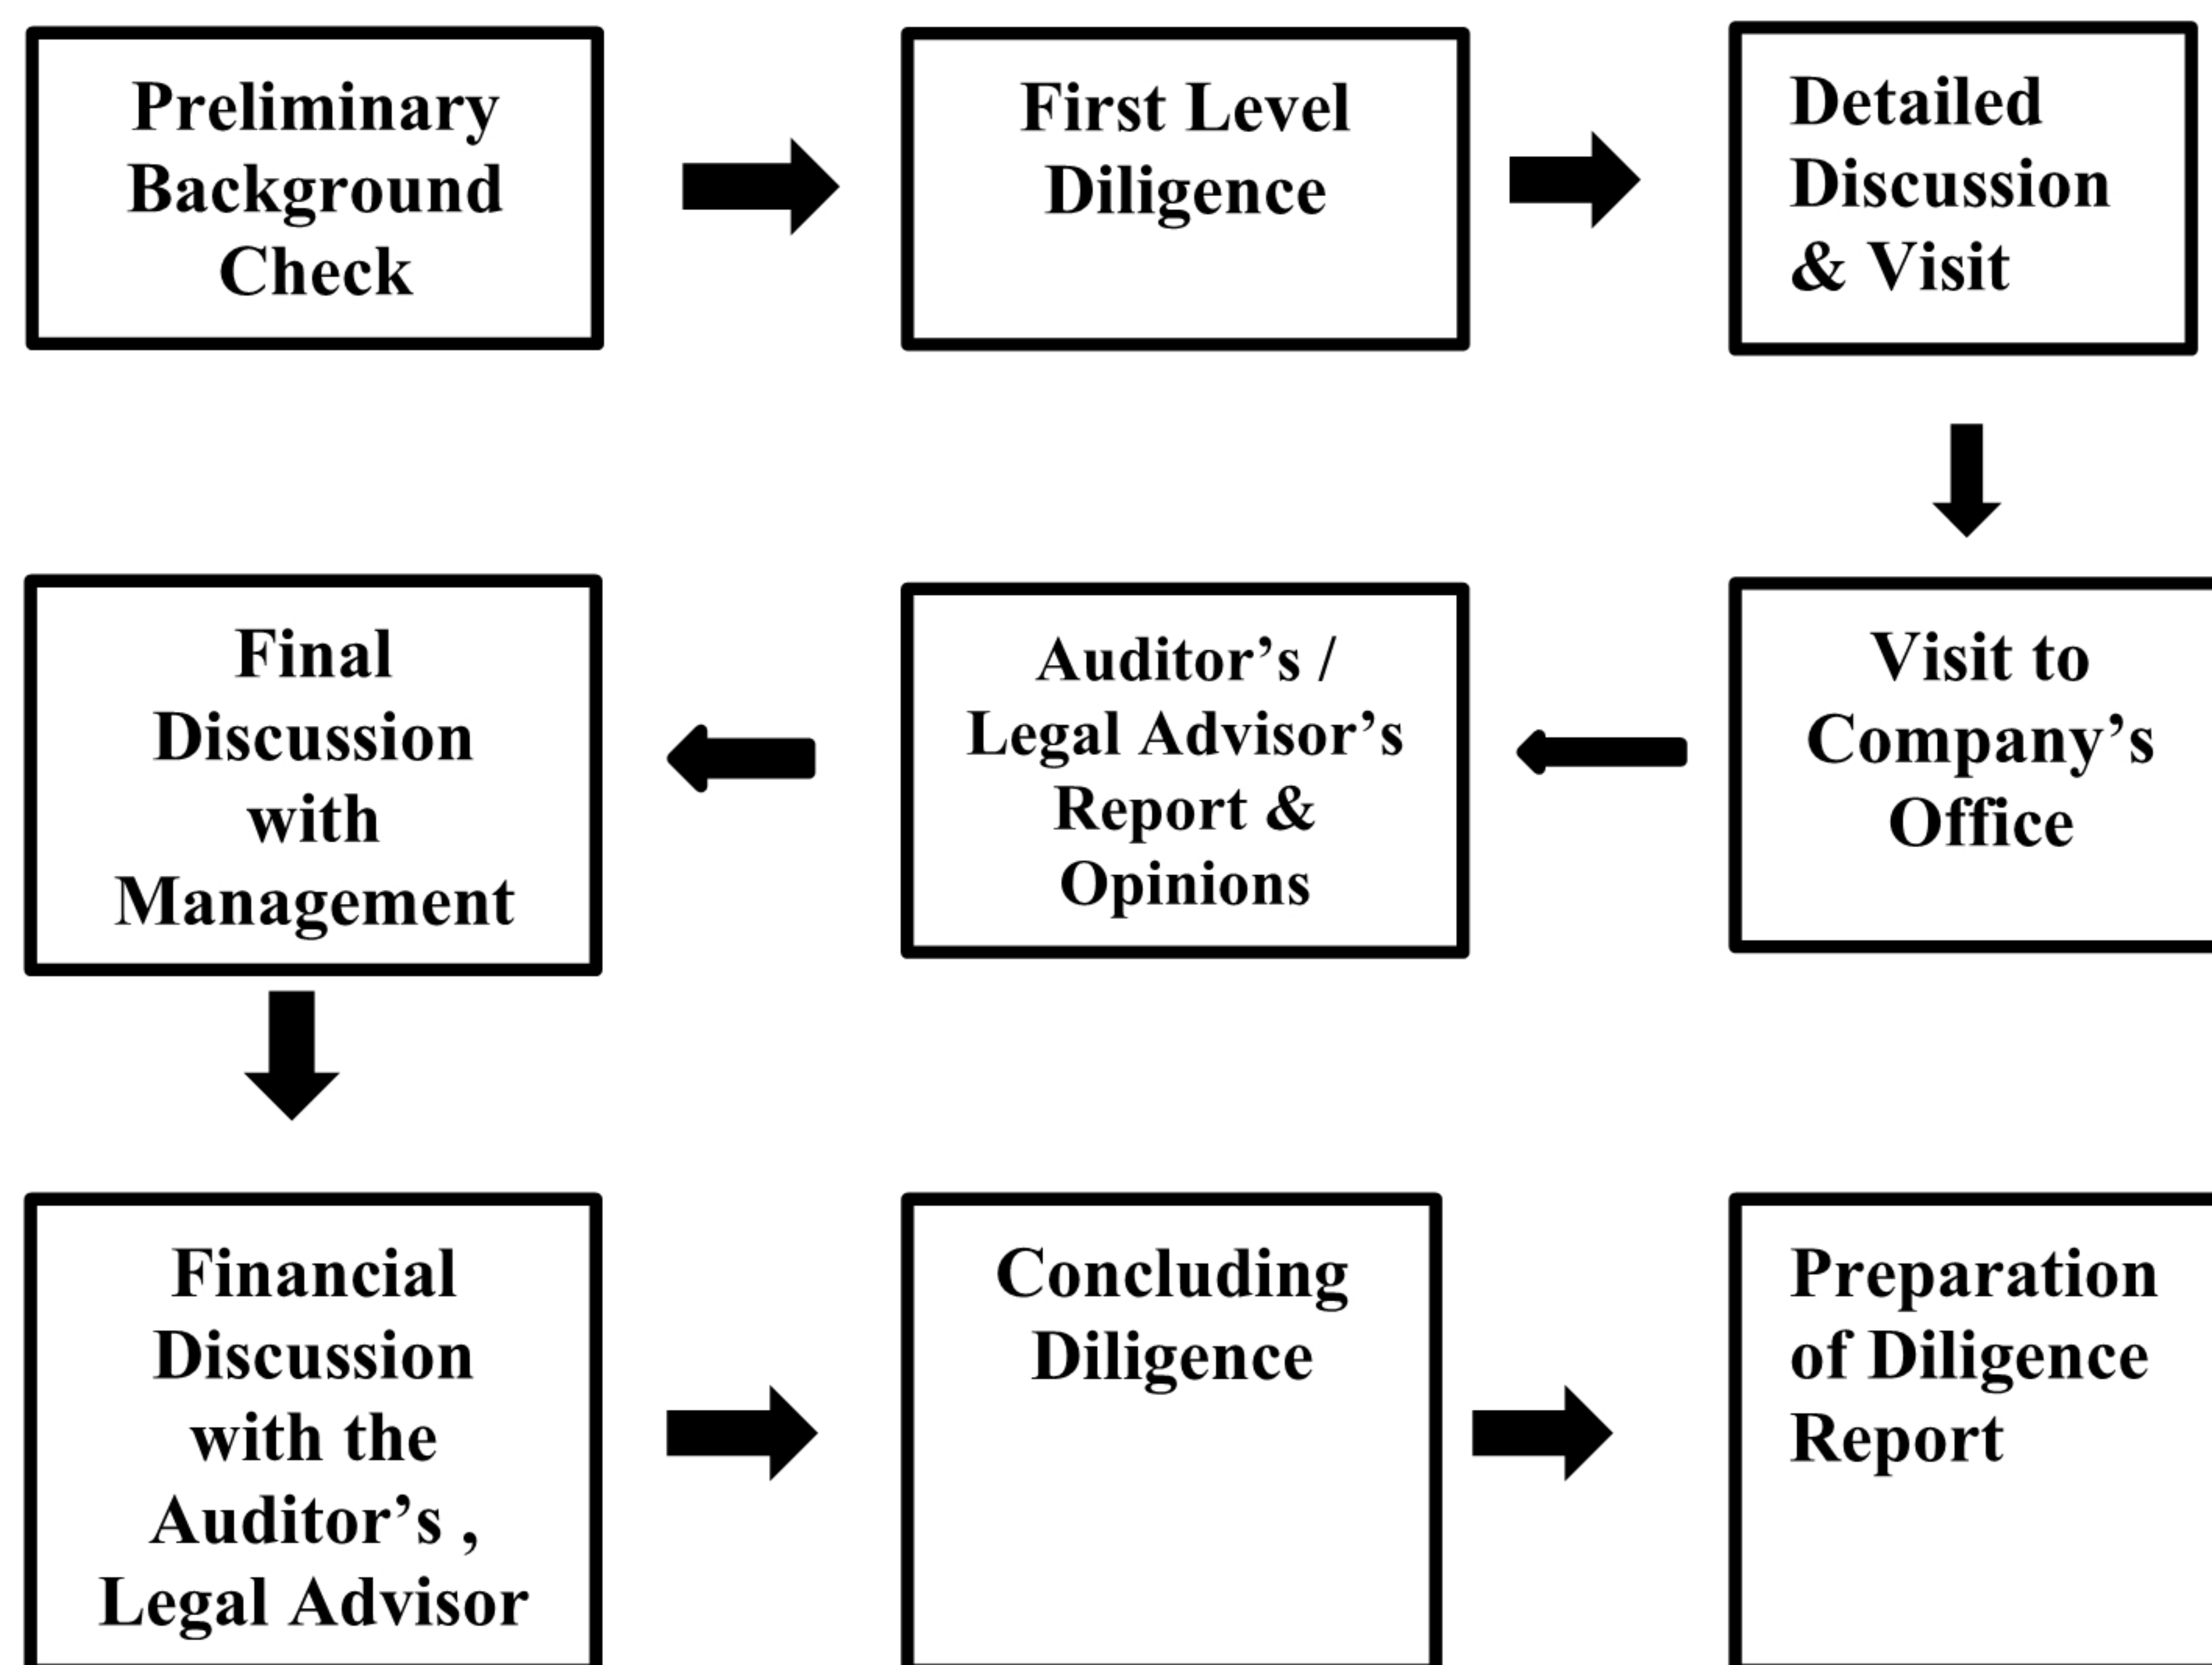 Preliminary
Background
Check
First Level
Diligence
Detailed
Discussion
& Visit
Visit to
Company’s
Office
Auditor’s /
Legal Advisor’s
Report &
Opinions
Final
Discussion
with
Management
Financial
Discussion
with the
Auditor’s ,
Legal Advisor
Concluding
Diligence
Preparation
of Diligence
Report